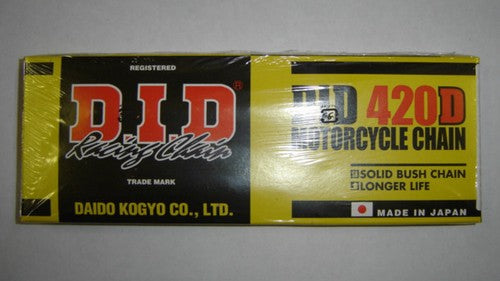 REGISTERED
D.I.D®
Racing Chain
TRADE MARK
DAIDO KOGYO CO., LTD.
D.I.D 420D
MOTORCYCLE CHAIN
SOLID BUSH CHAIN
LONGER LIFE
MADE IN JAPAN